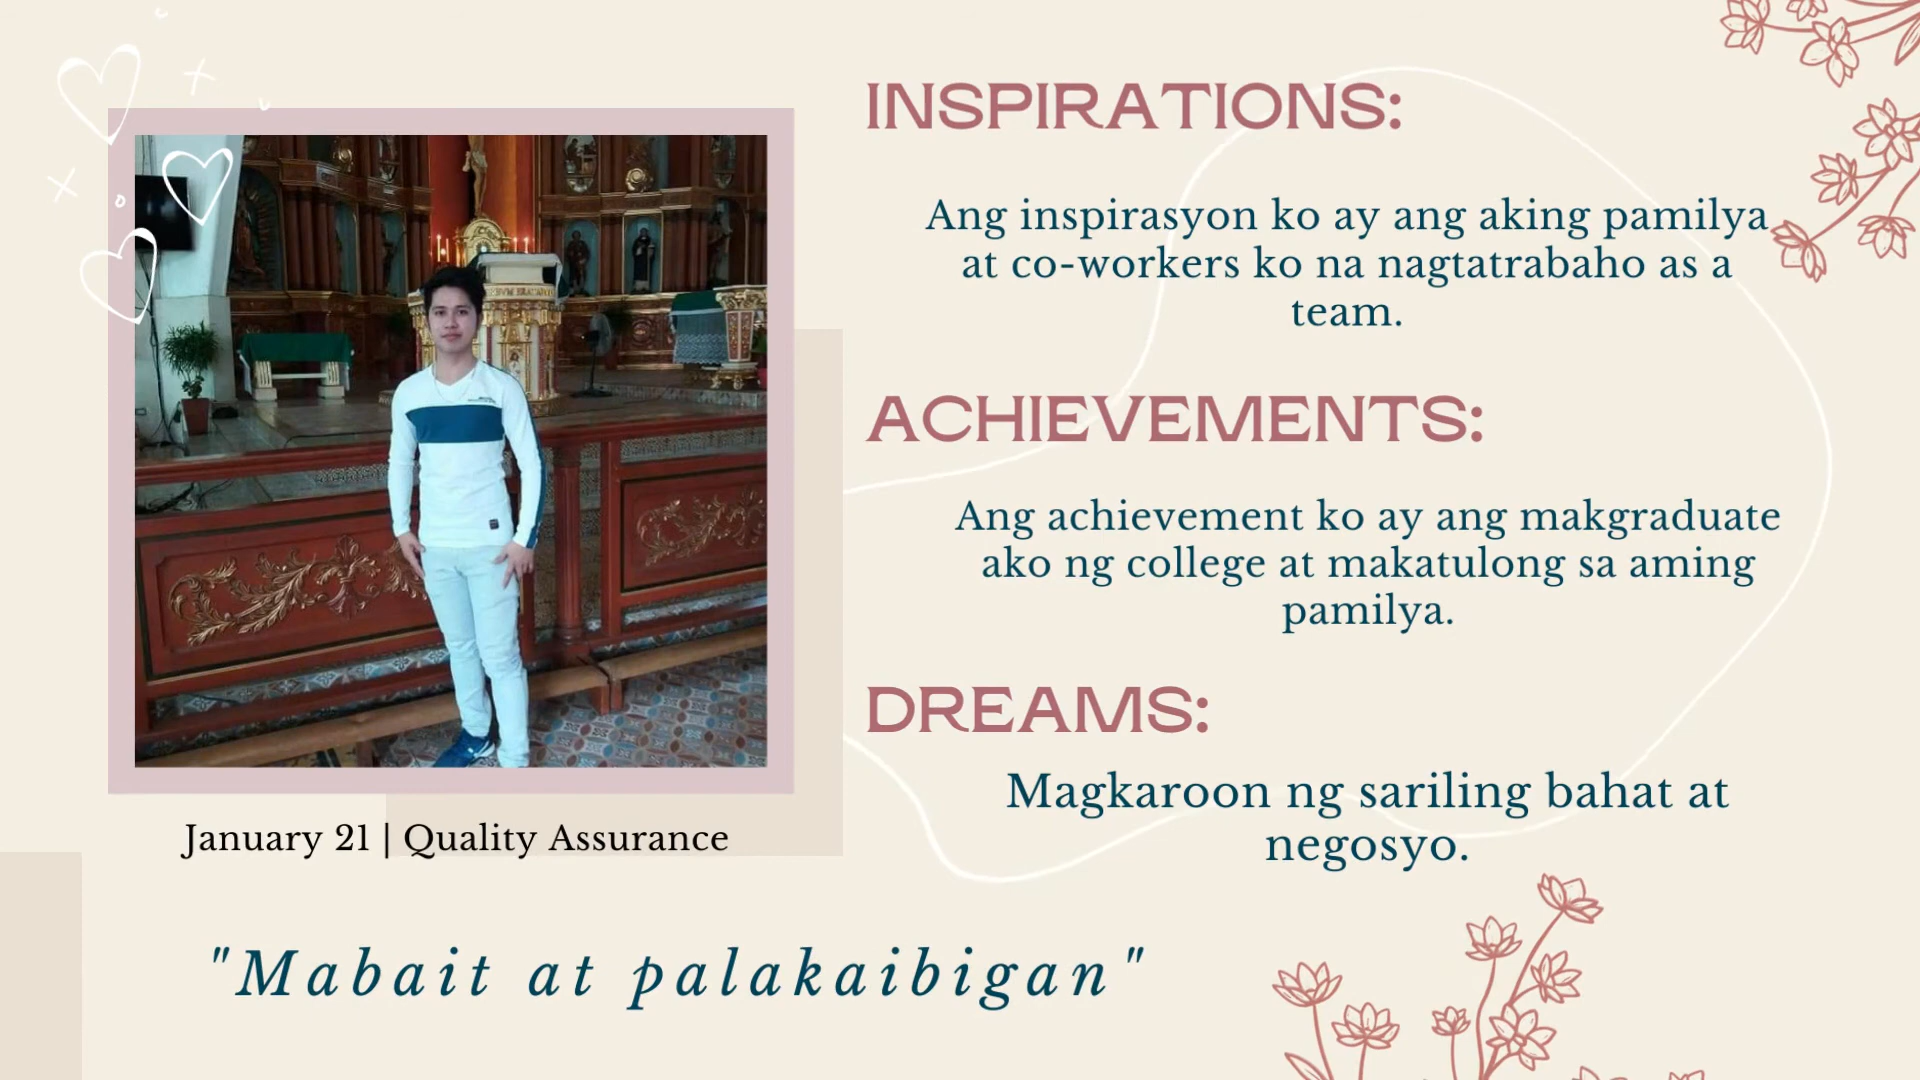 INSPIRATIONS:
Ang inspirasyon ko ay ang aking pamilya
at co-workers ko na nagtatrabaho as a
team.
ACHIEVEMENTS:
Ang achievement ko ay ang makgraduate
ako ng college at makatulong sa aming
pamilya.
DREAMS:
Magkaroon ng sariling bahat at
negosyo.
January 21 | Quality Assurance
"Mabait at palakaibigan"